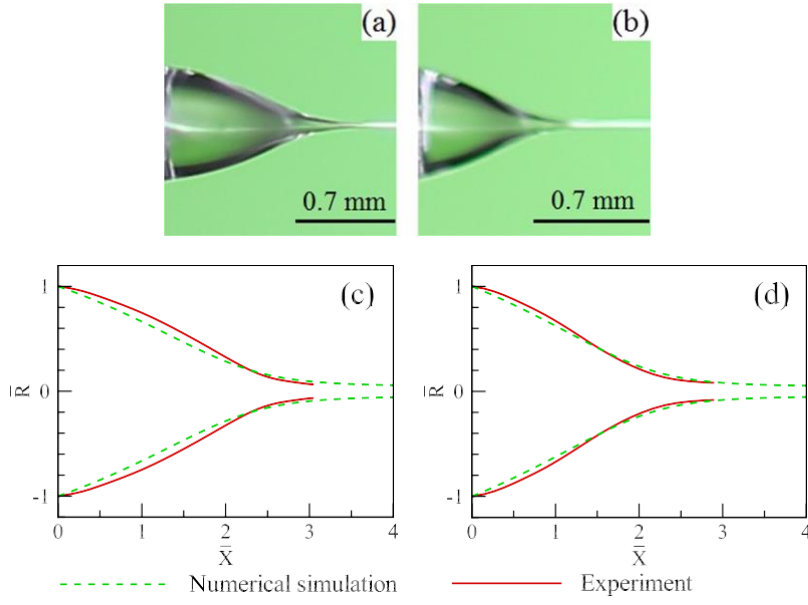 (a)
(b)
0.7 mm
0.7 mm
(c)
(d)
1
0
-1
R̅
0
1
2
3
4
X̅
1
0
-1
R̅
0
1
2
3
4
X̅
Numerical simulation
Experiment